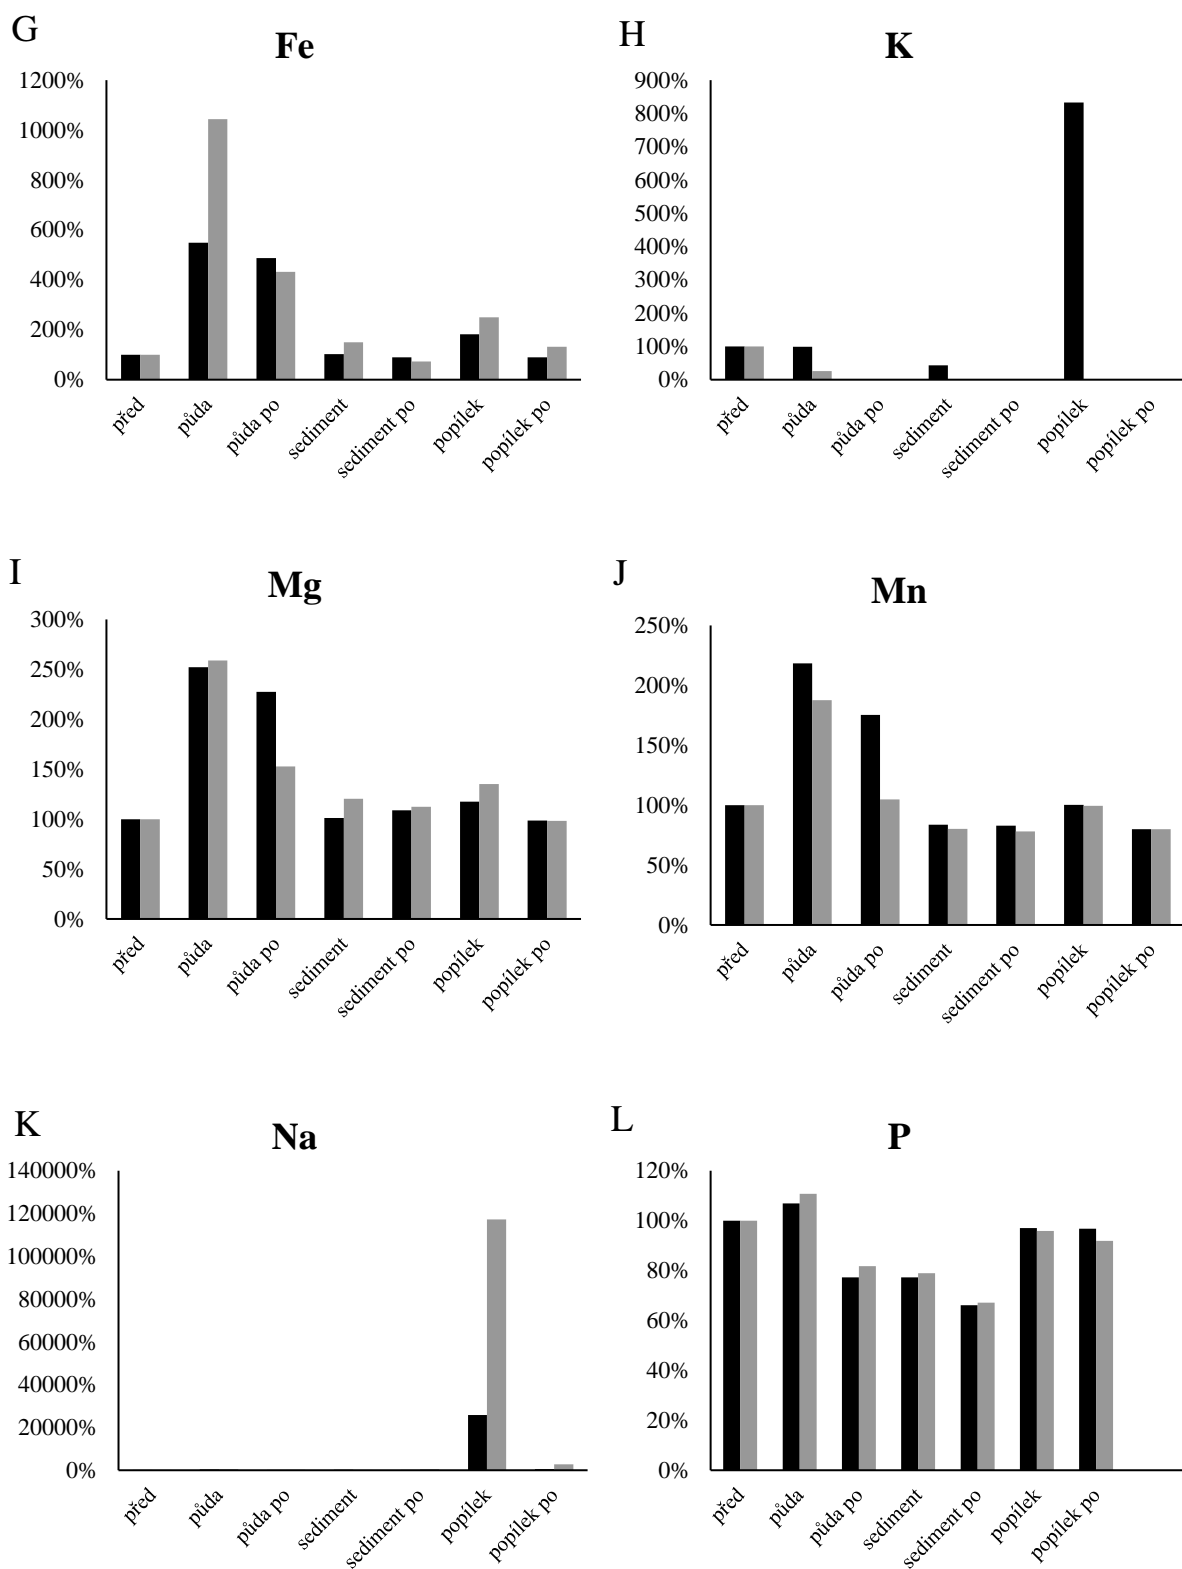 G
Fe
1200%
1000%
800%
600%
400%
200%
0%
před
půda
půda po
sediment
sediment po
popílek
popílek po
H
K
900%
800%
700%
600%
500%
400%
300%
200%
100%
0%
před
půda
půda po
sediment
sediment po
popílek
popílek po
I
Mg
300%
250%
200%
150%
100%
50%
0%
před
půda
půda po
sediment
sediment po
popílek
popílek po
J
Mn
250%
200%
150%
100%
50%
0%
před
půda
půda po
sediment
sediment po
popílek
popílek po
K
Na
140000%
120000%
100000%
80000%
60000%
40000%
20000%
0%
před
půda
půda po
sediment
sediment po
popílek
popílek po
L
P
120%
100%
80%
60%
40%
20%
0%
před
půda
půda po
sediment
sediment po
popílek
popílek po